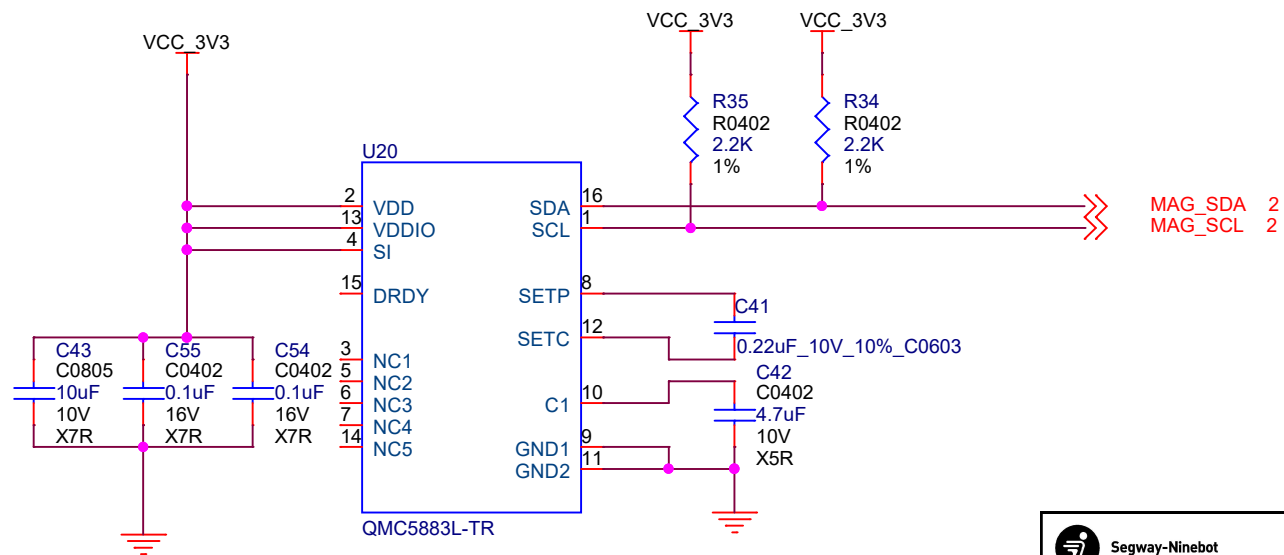 VCC_3V3
VCC_3V3
VCC_3V3
R35
R0402
2.2K
1%
R34
R0402
2.2K
1%
U20
2
VDD
13
VDDIO
4
SI
15
DRDY
3
NC1
5
NC2
6
NC3
7
NC4
14
NC5
SDA
16
SCL
1
SETP
8
SETC
12
C1
10
GND1
9
GND2
11
QMC5883L-TR
MAG_SDA 2
MAG_SCL 2
C41
0.22uF_10V_10%_C0603
C42
C0402
4.7uF
10V
X5R
C43
C0805
10uF
10V
X7R
C55
C0402
0.1uF
16V
X7R
C54
C0402
0.1uF
16V
X7R
Segway-Ninebot